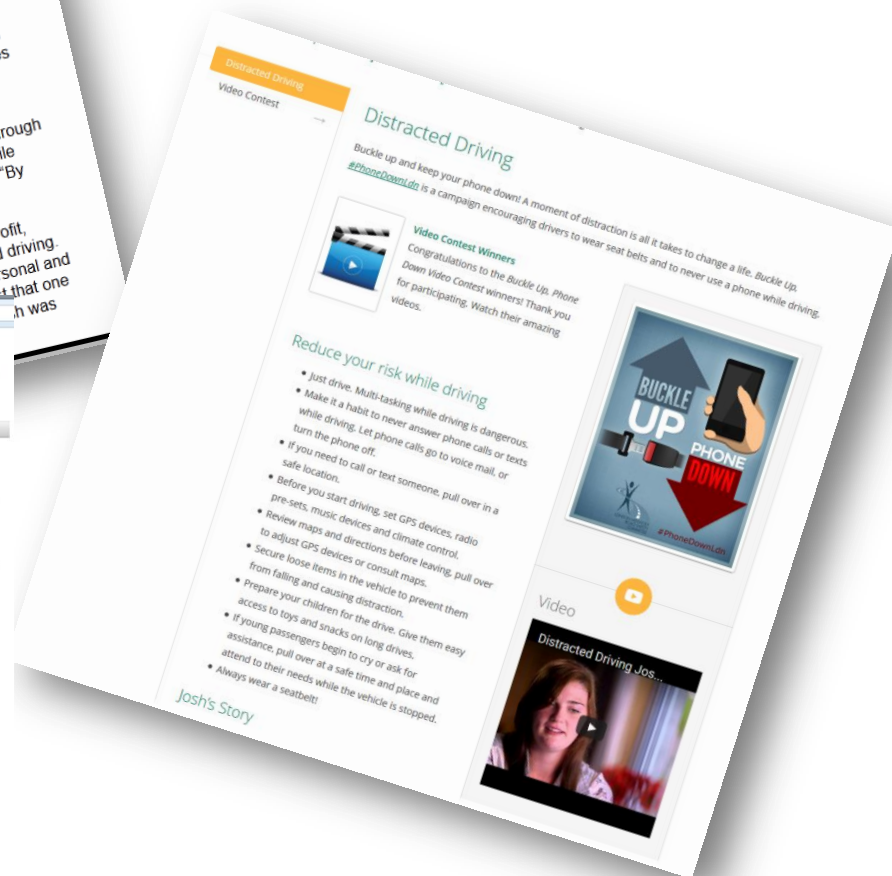 s
rough
le
"By
ofit,
d driving.
sonal and
t that one
h was
Distracted Driving
Video Contest
Distracted Driving
Buckle up and keep your phone down! A moment of distraction is all it takes to change a life. Buckle Up,
#PhoneDownLdn is a campaign encouraging drivers to wear seat belts and to never use a phone while driving.
Video Contest Winners
Congratulations to the Buckle Up, Phone
Down Video Contest winners! Thank you
for participating. Watch their amazing
videos.
Reduce your risk while driving
• Just drive. Multi-tasking while driving is dangerous.
• Make it a habit to never answer phone calls or texts
while driving. Let phone calls go to voice mail, or
turn the phone off.
• If you need to call or text someone, pull over in a
safe location.
• Before you start driving, set GPS devices, radio
pre-sets, music devices and climate control.
• Review maps and directions before leaving, pull over
to adjust GPS devices or consult maps.
• Secure loose items in the vehicle to prevent them
from falling and causing distraction.
• Prepare your children for the drive. Give them easy
access to toys and snacks on long drives.
• If young passengers begin to cry or ask for
assistance, pull over at a safe time and place and
attend to their needs while the vehicle is stopped.
• Always wear a seatbelt!
Josh's Story
BUCKLE
UP
PHONE
DOWN
#PhoneDownLdn
Video
Distracted Driving Jos...